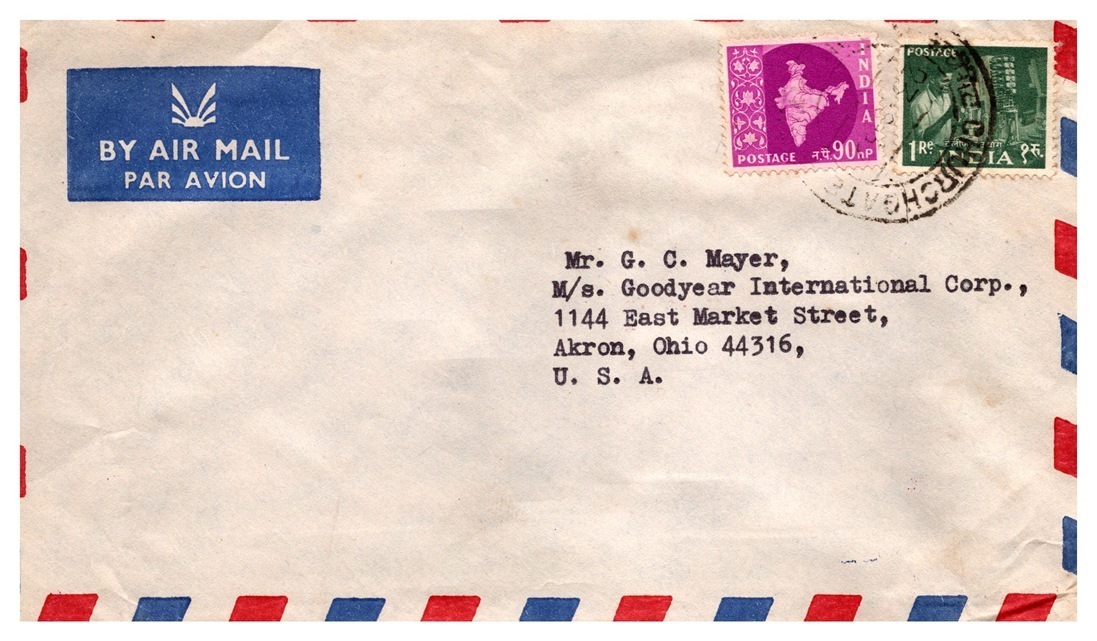 BY AIR MAIL
PAR AVION
INDIA
POSTAGE न.पै.90 nP
POSTAGE
1 Re INDIA १ रु.
CHURCHGATE
Mr. G. C. Mayer,
M/s. Goodyear International Corp.,
1144 East Market Street,
Akron, Ohio 44316,
U. S. A.